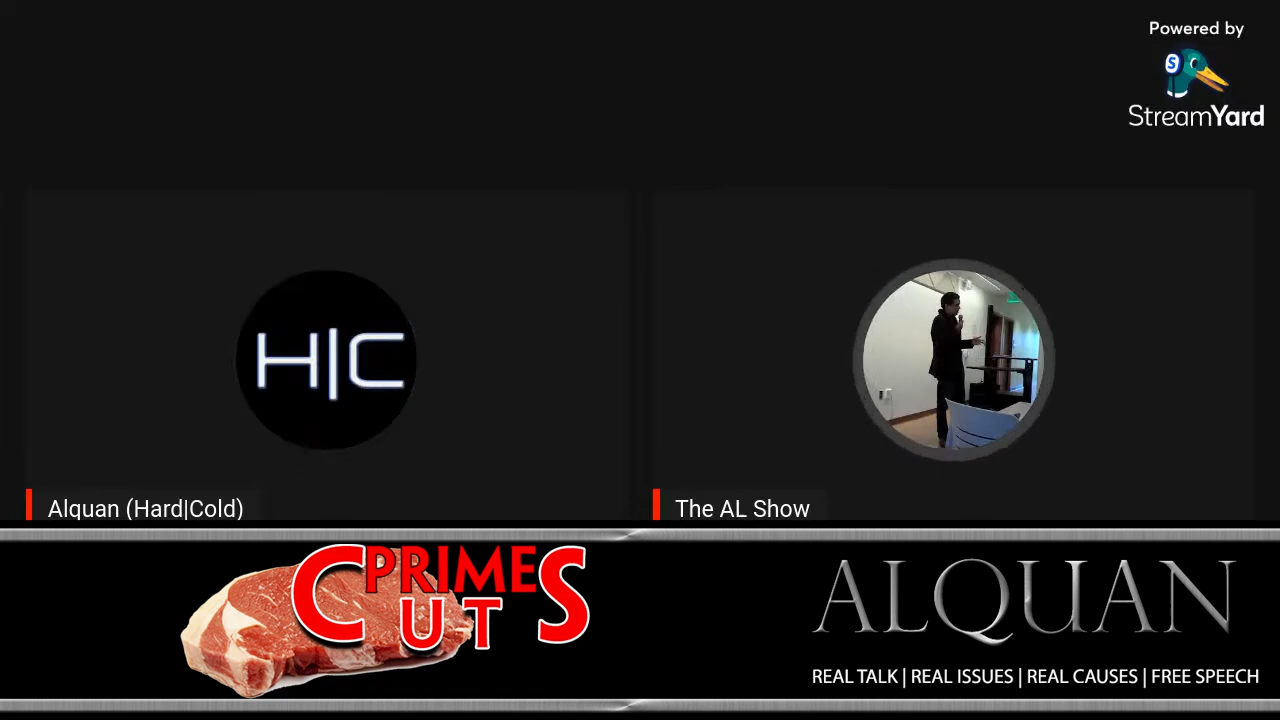 Powered by
S
StreamYard
H|C
Alquan (Hard|Cold)
The AL Show
PRIME
CUTS
ALQUAN
REAL TALK | REAL ISSUES | REAL CAUSES | FREE SPEECH